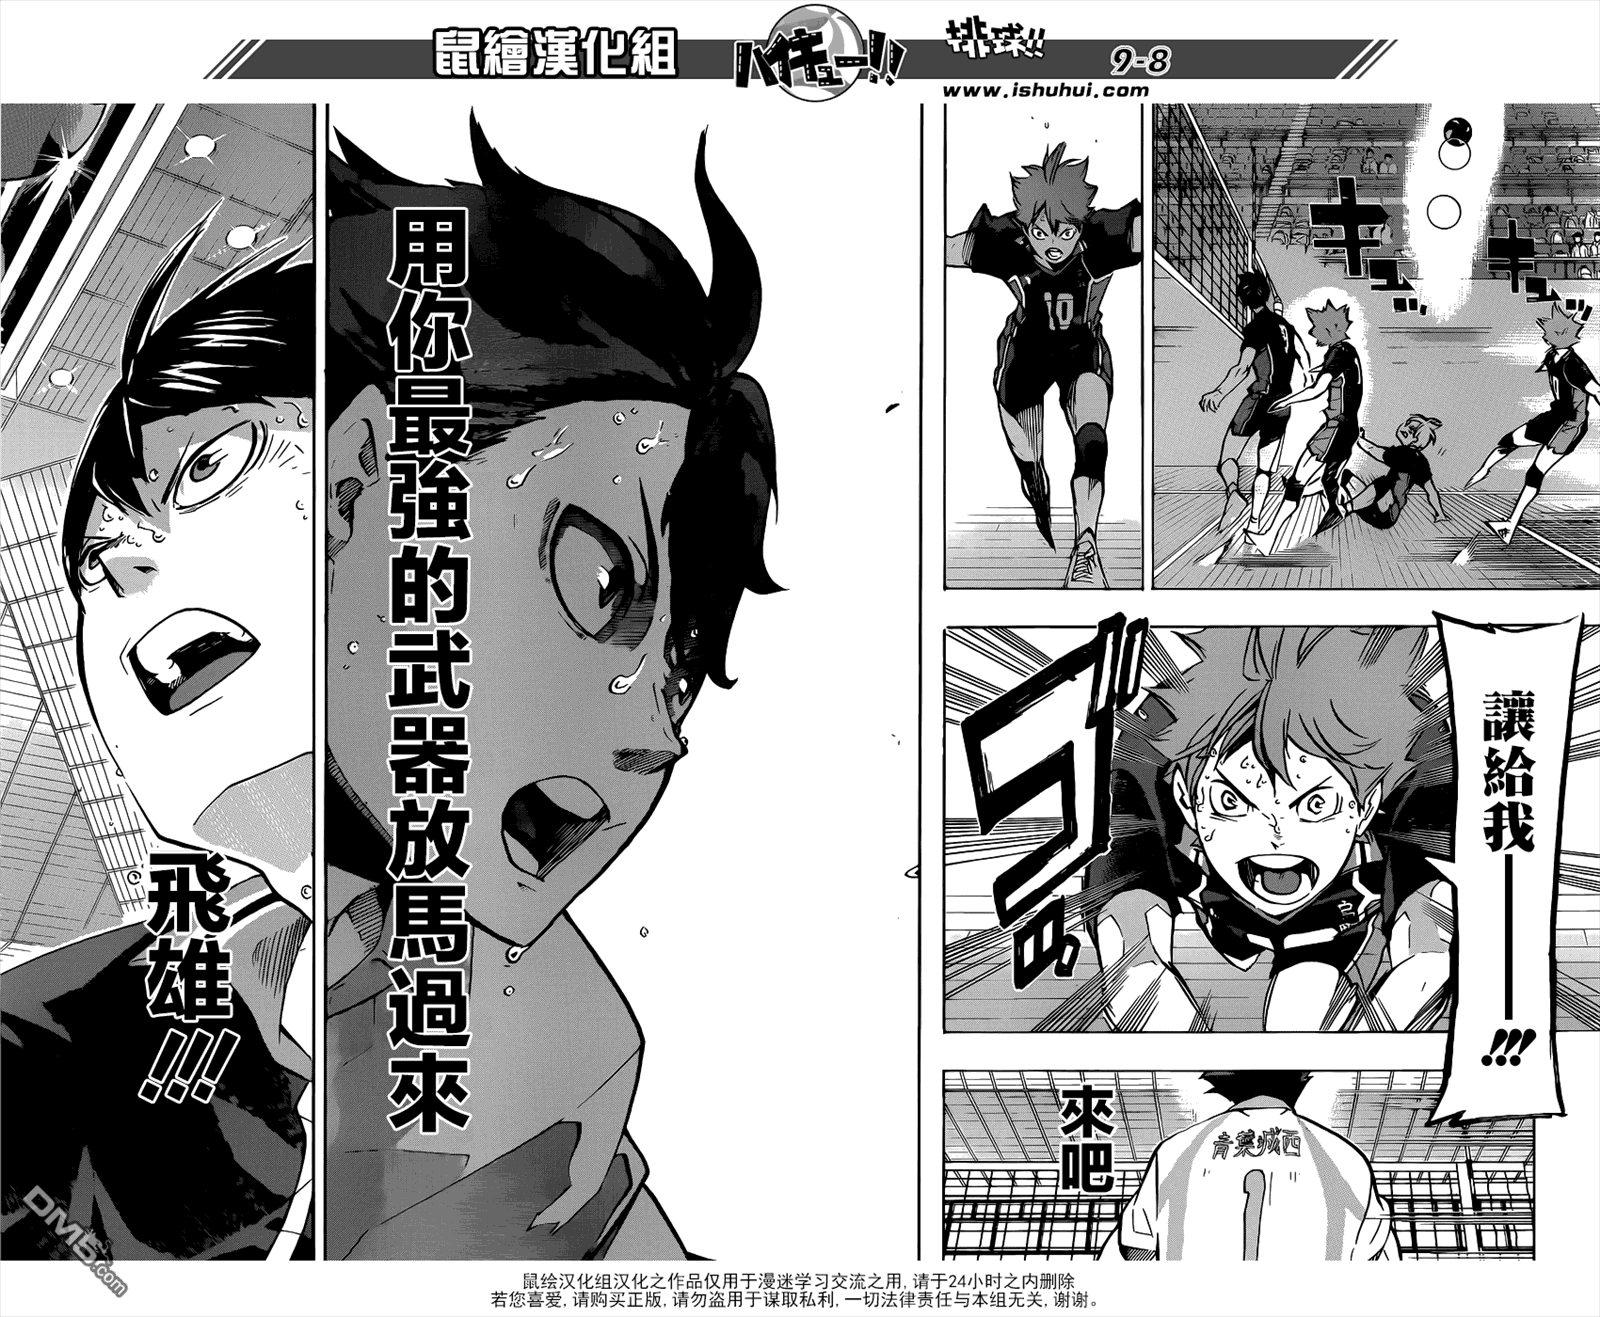 鼠繪漢化組
ハイキュー!!
排球!!
9-8
www.ishuhui.com
キュッ
キュッ
10
讓給我——!!!
來吧
青葉城西
1
用你最強的武器放馬過來
飛雄!!!
鼠绘汉化组汉化之作品仅用于漫迷学习交流之用,请于24小时之内删除
若您喜爱,请购买正版,请勿盗用于谋取私利,一切法律责任与本组无关,谢谢。